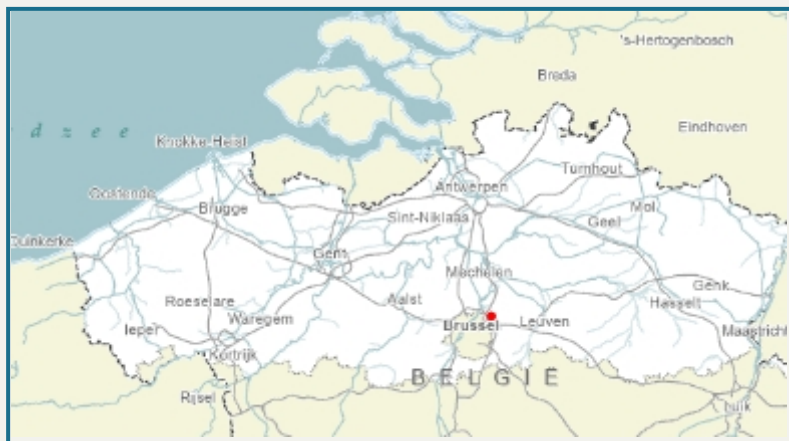 's-Hertogenbosch
Breda
Eindhoven
d z e e
Knokke-Heist
Turnhout
Antwerpen
Oostende
Brugge
Sint-Niklaas
Geel
Mol
Duinkerke
Gent
Mechelen
Genk
Roeselare
Aalst
Hasselt
Ieper
Waregem
Brussel
Leuven
Maastricht
Kortrijk
BELGIË
Rijsel
Luik